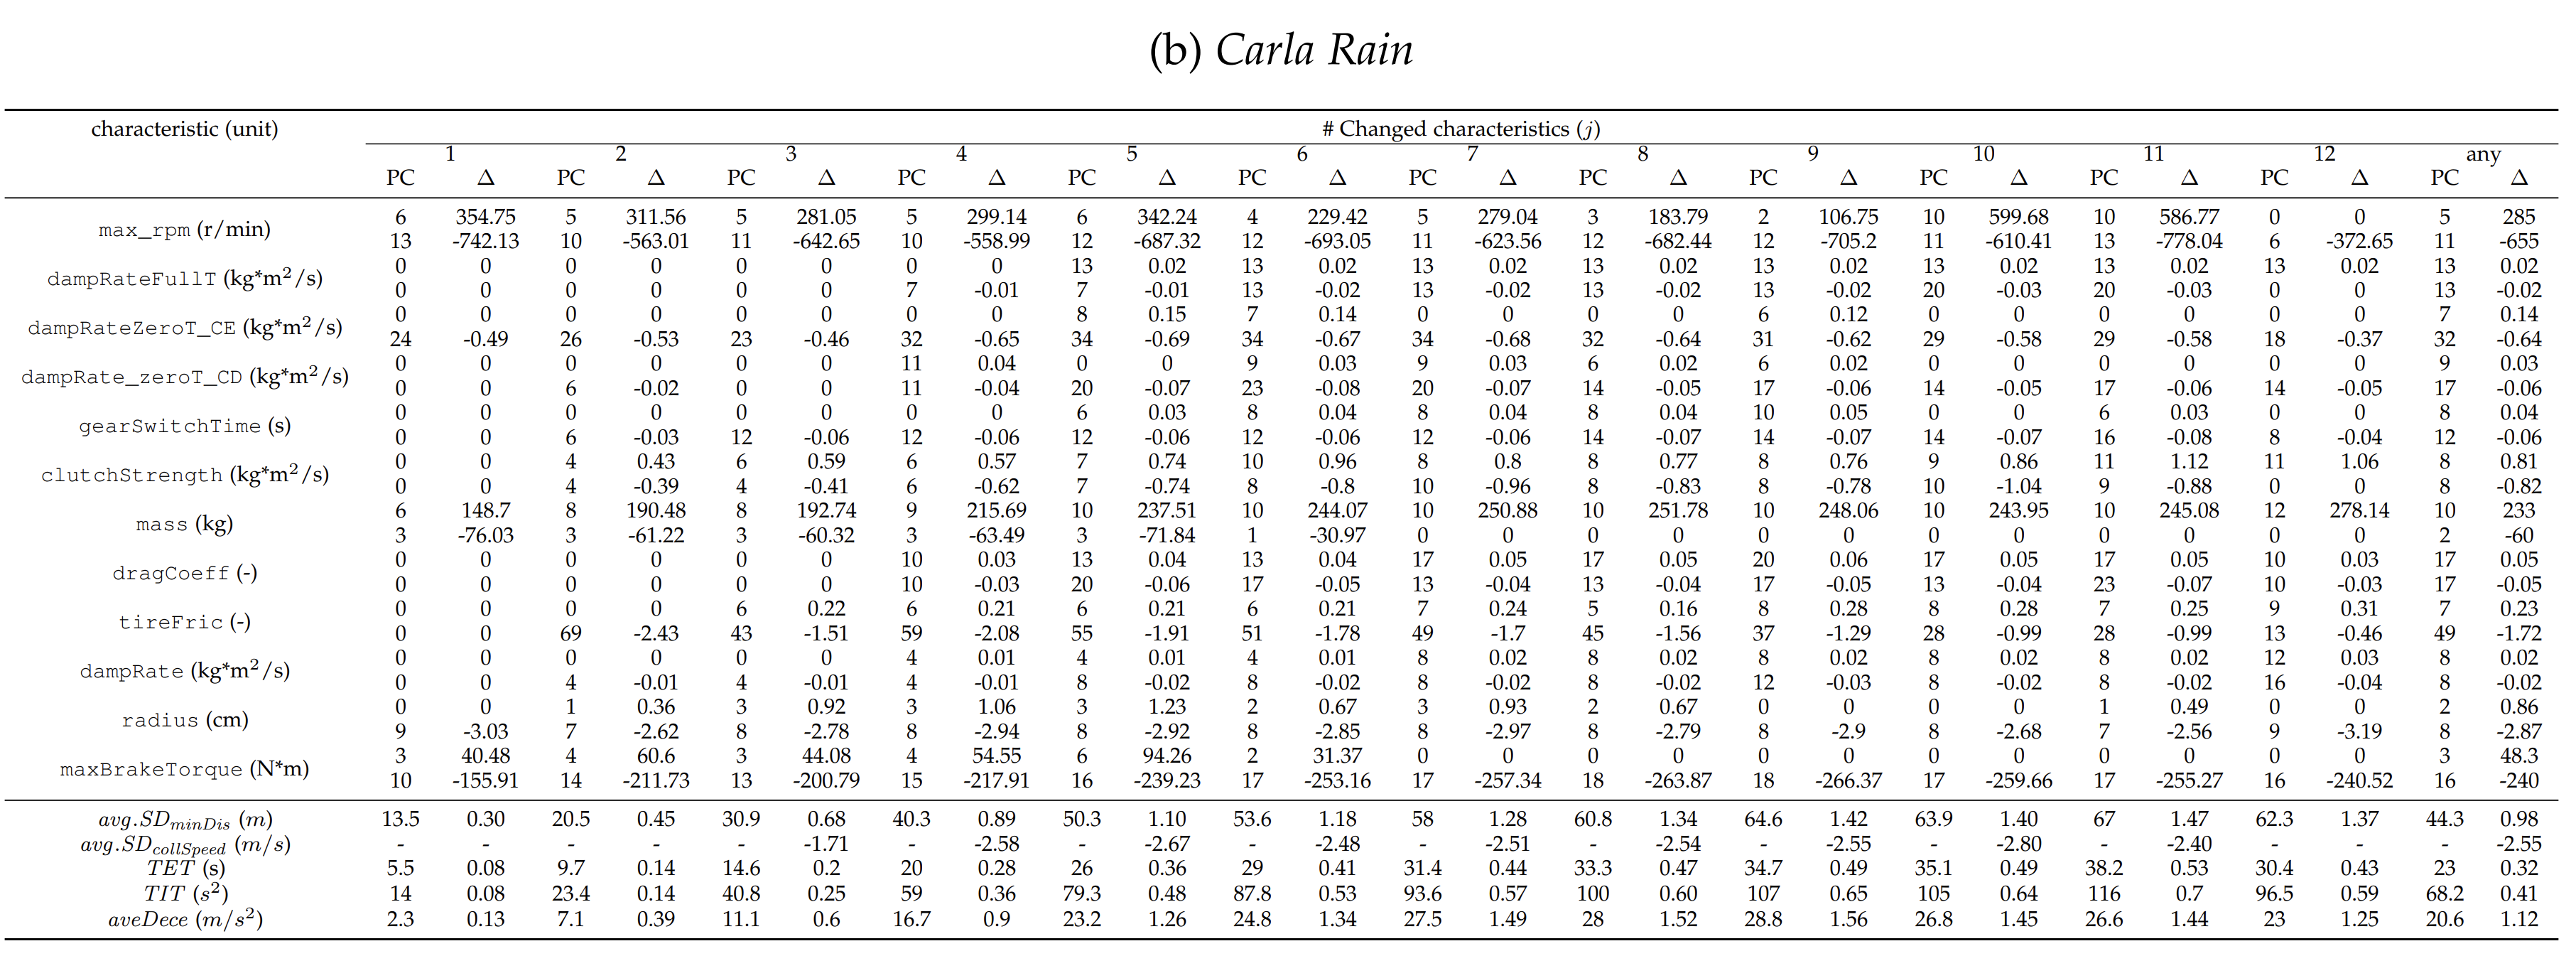 (b) Carla Rain
characteristic (unit) # Changed characteristics (j)
1 2 3 4 5 6 7 8 9 10 11 12 any
PC Δ PC Δ PC Δ PC Δ PC Δ PC Δ PC Δ PC Δ PC Δ PC Δ PC Δ PC Δ PC Δ
max_rpm (r/min)
6 354.75 5 311.56 5 281.05 5 299.14 6 342.24 4 229.42 5 279.04 3 183.79 2 106.75 10 599.68 10 586.77 0 0 5 285
13 -742.13 10 -563.01 11 -642.65 10 -558.99 12 -687.32 12 -693.05 11 -623.56 12 -682.44 12 -705.2 11 -610.41 13 -778.04 6 -372.65 11 -655
dampRateFullT (kg*m²/s)
0 0 0 0 0 0 0 0 13 0.02 13 0.02 13 0.02 13 0.02 13 0.02 13 0.02 13 0.02 13 0.02 13 0.02
0 0 0 0 0 0 7 -0.01 7 -0.01 13 -0.02 13 -0.02 13 -0.02 13 -0.02 20 -0.03 20 -0.03 0 0 13 -0.02
dampRateZeroT_CE (kg*m²/s)
0 0 0 0 0 0 0 0 8 0.15 7 0.14 0 0 0 0 6 0.12 0 0 0 0 0 0 7 0.14
24 -0.49 26 -0.53 23 -0.46 32 -0.65 34 -0.69 34 -0.67 34 -0.68 32 -0.64 31 -0.62 29 -0.58 29 -0.58 18 -0.37 32 -0.64
dampRate_zeroT_CD (kg*m²/s)
0 0 0 0 0 0 11 0.04 0 0 9 0.03 9 0.03 6 0.02 6 0.02 0 0 0 0 0 0 9 0.03
0 0 6 -0.02 0 0 11 -0.04 20 -0.07 23 -0.08 20 -0.07 14 -0.05 17 -0.06 14 -0.05 17 -0.06 14 -0.05 17 -0.06
gearSwitchTime (s)
0 0 0 0 0 0 0 0 6 0.03 8 0.04 8 0.04 8 0.04 10 0.05 0 0 6 0.03 0 0 8 0.04
0 0 6 -0.03 12 -0.06 12 -0.06 12 -0.06 12 -0.06 12 -0.06 14 -0.07 14 -0.07 14 -0.07 16 -0.08 8 -0.04 12 -0.06
clutchStrength (kg*m²/s)
0 0 4 0.43 6 0.59 6 0.57 7 0.74 10 0.96 8 0.8 8 0.77 8 0.76 9 0.86 11 1.12 11 1.06 8 0.81
0 0 4 -0.39 4 -0.41 6 -0.62 7 -0.74 8 -0.8 10 -0.96 8 -0.83 8 -0.78 10 -1.04 9 -0.88 0 0 8 -0.82
mass (kg)
6 148.7 8 190.48 8 192.74 9 215.69 10 237.51 10 244.07 10 250.88 10 251.78 10 248.06 10 243.95 10 245.08 12 278.14 10 233
3 -76.03 3 -61.22 3 -60.32 3 -63.49 3 -71.84 1 -30.97 0 0 0 0 0 0 0 0 0 0 0 0 2 -60
dragCoeff (-)
0 0 0 0 0 0 10 0.03 13 0.04 13 0.04 17 0.05 17 0.05 20 0.06 17 0.05 17 0.05 10 0.03 17 0.05
0 0 0 0 0 0 10 -0.03 20 -0.06 17 -0.05 13 -0.04 13 -0.04 17 -0.05 13 -0.04 23 -0.07 10 -0.03 17 -0.05
tireFric (-)
0 0 0 0 6 0.22 6 0.21 6 0.21 6 0.21 7 0.24 5 0.16 8 0.28 8 0.28 7 0.25 9 0.31 7 0.23
0 0 69 -2.43 43 -1.51 59 -2.08 55 -1.91 51 -1.78 49 -1.7 45 -1.56 37 -1.29 28 -0.99 28 -0.99 13 -0.46 49 -1.72
dampRate (kg*m²/s)
0 0 0 0 0 0 4 0.01 4 0.01 4 0.01 8 0.02 8 0.02 8 0.02 8 0.02 8 0.02 12 0.03 8 0.02
0 0 4 -0.01 4 -0.01 4 -0.01 8 -0.02 8 -0.02 8 -0.02 8 -0.02 12 -0.03 8 -0.02 8 -0.02 16 -0.04 8 -0.02
radius (cm)
0 0 1 0.36 3 0.92 3 1.06 3 1.23 2 0.67 3 0.93 2 0.67 0 0 0 0 1 0.49 0 0 2 0.86
9 -3.03 7 -2.62 8 -2.78 8 -2.94 8 -2.92 8 -2.85 8 -2.97 8 -2.79 8 -2.9 8 -2.68 7 -2.56 9 -3.19 8 -2.87
maxBrakeTorque (N*m)
3 40.48 4 60.6 3 44.08 4 54.55 6 94.26 2 31.37 0 0 0 0 0 0 0 0 0 0 0 0 3 48.3
10 -155.91 14 -211.73 13 -200.79 15 -217.91 16 -239.23 17 -253.16 17 -257.34 18 -263.87 18 -266.37 17 -259.66 17 -255.27 16 -240.52 16 -240
avg.SD_minDis (m) 13.5 0.30 20.5 0.45 30.9 0.68 40.3 0.89 50.3 1.10 53.6 1.18 58 1.28 60.8 1.34 64.6 1.42 63.9 1.40 67 1.47 62.3 1.37 44.3 0.98
avg.SD_collSpeed (m/s) - - - - - -1.71 - -2.58 - -2.67 - -2.48 - -2.51 - -2.54 - -2.55 - -2.80 - -2.40 - - - -2.55
TET (s) 5.5 0.08 9.7 0.14 14.6 0.2 20 0.28 26 0.36 29 0.41 31.4 0.44 33.3 0.47 34.7 0.49 35.1 0.49 38.2 0.53 30.4 0.43 23 0.32
TIT (s²) 14 0.08 23.4 0.14 40.8 0.25 59 0.36 79.3 0.48 87.8 0.53 93.6 0.57 100 0.60 107 0.65 105 0.64 116 0.7 96.5 0.59 68.2 0.41
aveDece (m/s²) 2.3 0.13 7.1 0.39 11.1 0.6 16.7 0.9 23.2 1.26 24.8 1.34 27.5 1.49 28 1.52 28.8 1.56 26.8 1.45 26.6 1.44 23 1.25 20.6 1.12